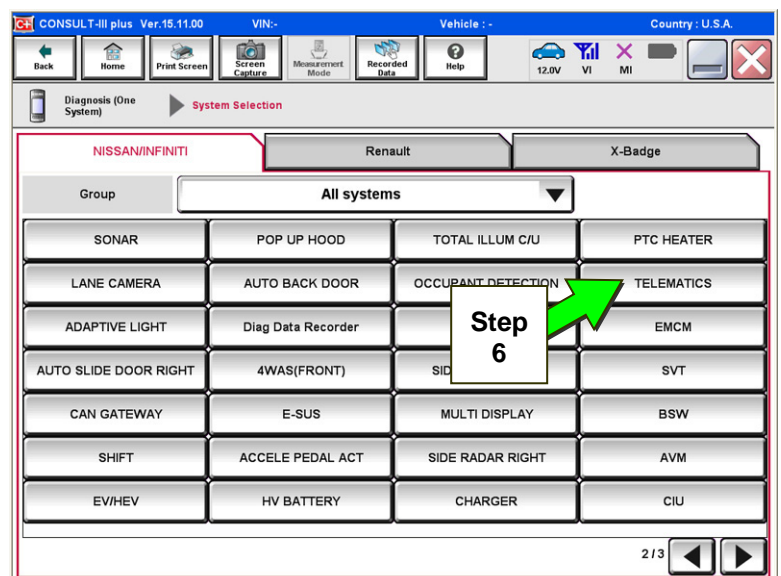 C+ CONSULT-III plus Ver.15.11.00 VIN:- Vehicle : - Country : U.S.A.
Back Home Print Screen Screen Capture Measurement Mode Recorded Data Help 12.0V VI MI
Diagnosis (One System) System Selection
NISSAN/INFINITI Renault X-Badge
Group All systems
SONAR POP UP HOOD TOTAL ILLUM C/U PTC HEATER
LANE CAMERA AUTO BACK DOOR OCCUPANT DETECTION TELEMATICS
ADAPTIVE LIGHT Diag Data Recorder EMCM
Step
6
AUTO SLIDE DOOR RIGHT 4WAS(FRONT) SVT
CAN GATEWAY E-SUS MULTI DISPLAY BSW
SHIFT ACCELE PEDAL ACT SIDE RADAR RIGHT AVM
EV/HEV HV BATTERY CHARGER CIU
2/3